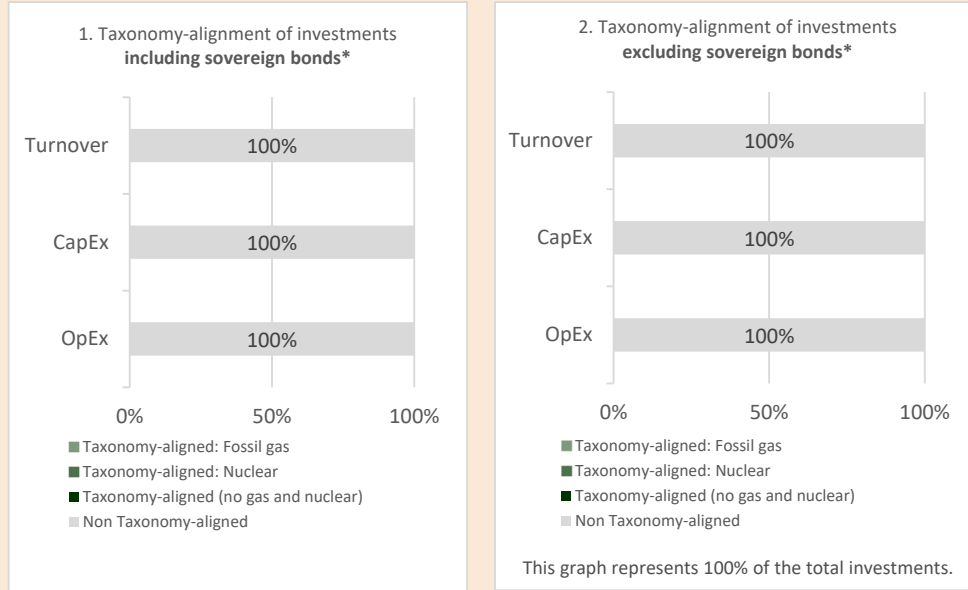 1. Taxonomy-alignment of investments
including sovereign bonds*
Turnover
100%
CapEx
100%
OpEx
100%
0%
50%
100%
Taxonomy-aligned: Fossil gas
Taxonomy-aligned: Nuclear
Taxonomy-aligned (no gas and nuclear)
Non Taxonomy-aligned
2. Taxonomy-alignment of investments
excluding sovereign bonds*
Turnover
100%
CapEx
100%
OpEx
100%
0%
50%
100%
Taxonomy-aligned: Fossil gas
Taxonomy-aligned: Nuclear
Taxonomy-aligned (no gas and nuclear)
Non Taxonomy-aligned
This graph represents 100% of the total investments.